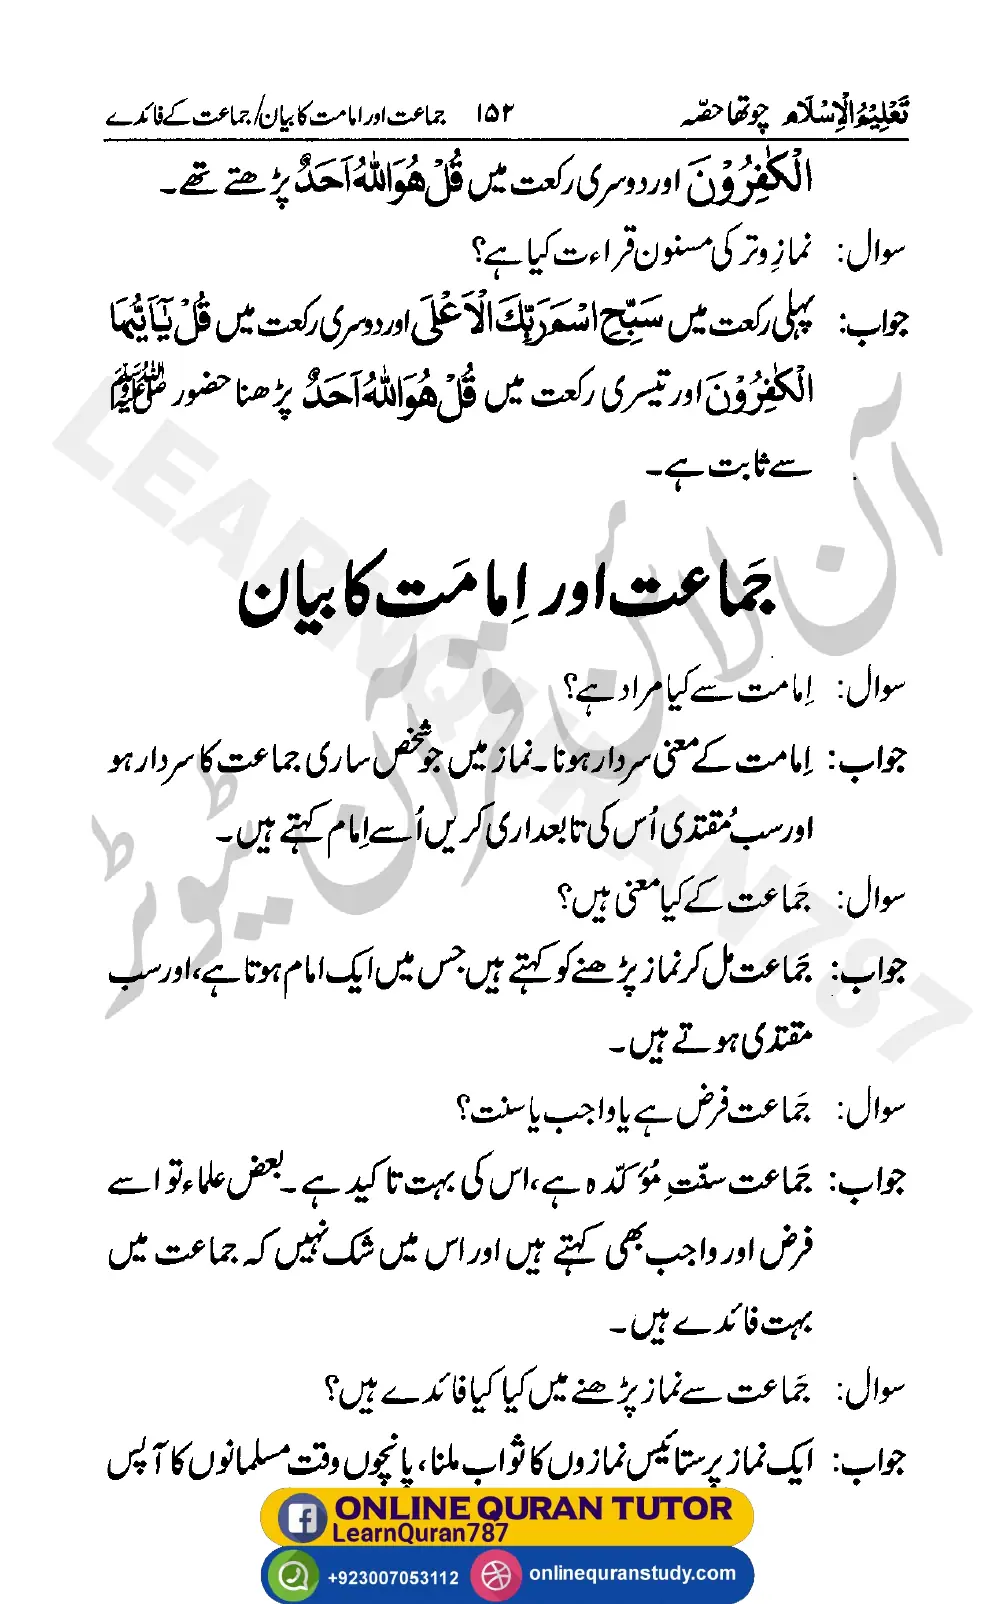 تَعْلِیْمُ الْاِسْلَام چوتھا حصّہ ۱۵۲ جماعت اور امامت کا بیان/ جماعت کے فائدے
الْكٰفِرُوْنَ اور دوسری رکعت میں قُلْ هُوَ اللّٰهُ اَحَدٌ پڑھتے تھے۔
سوال: نمازِ وتر کی مسنون قراءت کیا ہے؟
جواب: پہلی رکعت میں سَبِّحِ اسْمَ رَبِّكَ الْاَعْلَى اور دوسری رکعت میں قُلْ يٰٓاَيُّهَا
الْكٰفِرُوْنَ اور تیسری رکعت میں قُلْ هُوَ اللّٰهُ اَحَدٌ پڑھنا حضور ﷺ
سے ثابت ہے۔
جَماعت اور اِمامَت کا بیان
سوال: اِمامت سے کیا مراد ہے؟
جواب: اِمامت کے معنی سردار ہونا۔ نماز میں جو شخص ساری جماعت کا سردار ہو
اور سب مُقتدی اُس کی تابعداری کریں اُسے اِمام کہتے ہیں۔
سوال: جَماعت کے کیا معنی ہیں؟
جواب: جَماعت مل کر نماز پڑھنے کو کہتے ہیں جس میں ایک امام ہوتا ہے، اور سب
مقتدی ہوتے ہیں۔
سوال: جَماعت فرض ہے یا واجب یا سنت؟
جواب: جَماعت سنّتِ مُؤکّدہ ہے، اس کی بہت تاکید ہے۔ بعض علماء تو اسے
فرض اور واجب بھی کہتے ہیں اور اس میں شک نہیں کہ جماعت میں
بہت فائدے ہیں۔
سوال: جَماعت سے نماز پڑھنے میں کیا کیا فائدے ہیں؟
جواب: ایک نماز پر ستائیس نمازوں کا ثواب ملنا، پانچوں وقت مسلمانوں کا آپس
آن لائن قرآن ٹیوٹر
LEARNQURAN787
ONLINE QURAN TUTOR
LearnQuran787
+923007053112 onlinequranstudy.com